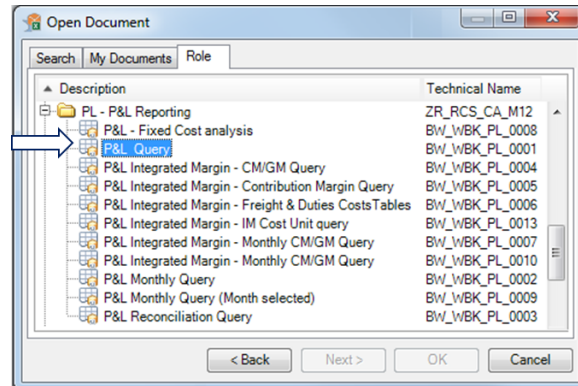 Open Document
Search My Documents Role
Description Technical Name
PL - P&L Reporting ZR_RCS_CA_M12
P&L - Fixed Cost analysis BW_WBK_PL_0008
P&L Query BW_WBK_PL_0001
P&L Integrated Margin - CM/GM Query BW_WBK_PL_0004
P&L Integrated Margin - Contribution Margin Query BW_WBK_PL_0005
P&L Integrated Margin - Freight & Duties CostsTables BW_WBK_PL_0006
P&L Integrated Margin - IM Cost Unit query BW_WBK_PL_0013
P&L Integrated Margin - Monthly CM/GM Query BW_WBK_PL_0007
P&L Integrated Margin - Monthly CM/GM Query BW_WBK_PL_0010
P&L Monthly Query BW_WBK_PL_0002
P&L Monthly Query (Month selected) BW_WBK_PL_0009
P&L Reconciliation Query BW_WBK_PL_0003
< Back Next > OK Cancel